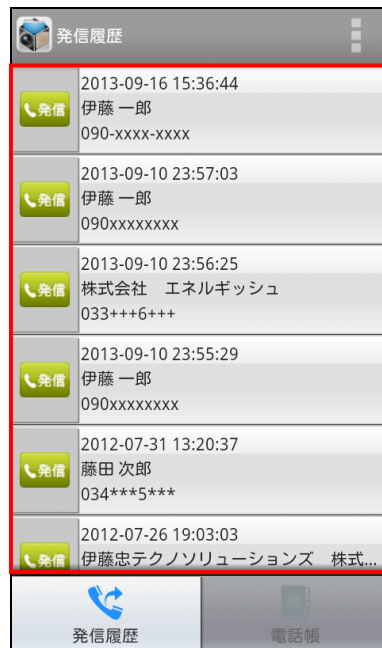 発信履歴
2013-09-16 15:36:44
発信
伊藤 一郎
090-xxxx-xxxx
2013-09-10 23:57:03
発信
伊藤 一郎
090xxxxxxxx
2013-09-10 23:56:25
発信
株式会社　エネルギッシュ
033+++6+++
2013-09-10 23:55:29
発信
伊藤 一郎
090xxxxxxxx
2012-07-31 13:20:37
発信
藤田 次郎
034***5***
2012-07-26 19:03:03
発信
伊藤忠テクノソリューションズ　株式...
発信履歴
電話帳